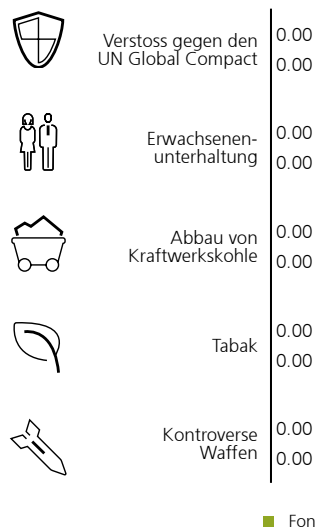 Verstoss gegen den
UN Global Compact
0.00
0.00
Erwachsenen-
unterhaltung
0.00
0.00
Abbau von
Kraftwerkskohle
0.00
0.00
Tabak
0.00
0.00
Kontroverse
Waffen
0.00
0.00
Fon